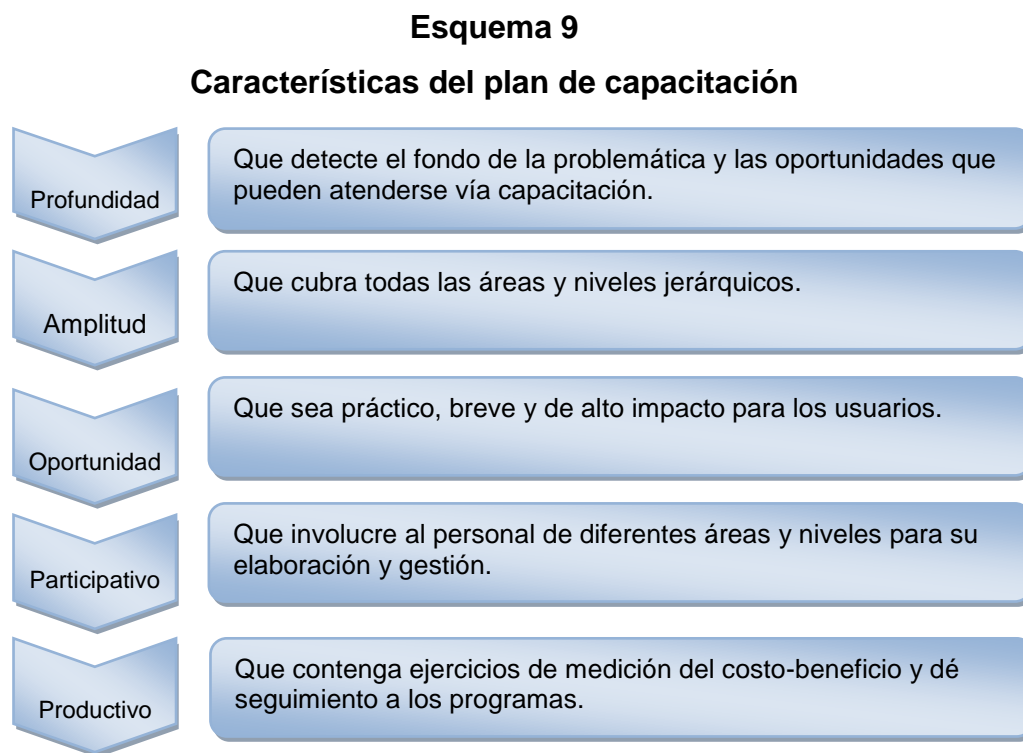 Esquema 9
Características del plan de capacitación
Profundidad
Que detecte el fondo de la problemática y las oportunidades que
pueden atenderse vía capacitación.
Amplitud
Que cubra todas las áreas y niveles jerárquicos.
Oportunidad
Que sea práctico, breve y de alto impacto para los usuarios.
Participativo
Que involucre al personal de diferentes áreas y niveles para su
elaboración y gestión.
Productivo
Que contenga ejercicios de medición del costo-beneficio y dé
seguimiento a los programas.